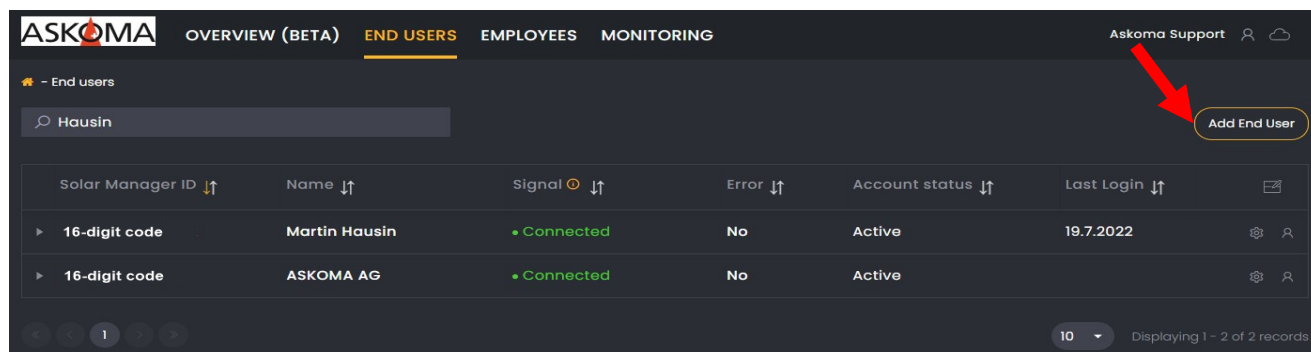 ASKOMA OVERVIEW (BETA) END USERS EMPLOYEES MONITORING Askoma Support
- End users
Hausin
Add End User
Solar Manager ID Name Signal Error Account status Last Login
16-digit code Martin Hausin • Connected No Active 19.7.2022
16-digit code ASKOMA AG • Connected No Active
« < 1 > » 10 Displaying 1 - 2 of 2 records